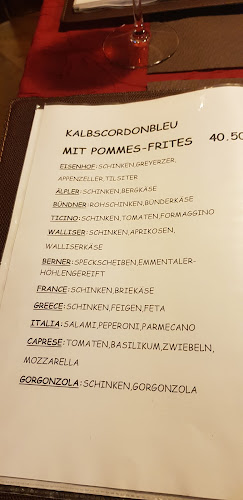 KALBSCORDONBLEU
MIT POMMES-FRITES 40.50
EISENHOF:SCHINKEN,GREYERZER,
APPENZELLER,TILSITER
ÄLPLER:SCHINKEN,BERGKÄSE
BÜNDNER:ROHSCHINKEN,BÜNDERKÄSE
TICINO:SCHINKEN,TOMATEN,FORMAGGINO
WALLISER:SCHINKEN,APRIKOSEN,
WALLISERKÄSE
BERNER:SPECKSCHEIBEN,EMMENTALER-
HÖHLENGEREIFT
FRANCE:SCHINKEN,BRIEKÄSE
GREECE:SCHINKEN,FEIGEN,FETA
ITALIA:SALAMI,PEPERONI,PARMECANO
CAPRESE:TOMATEN,BASILIKUM,ZWIEBELN,
MOZZARELLA
GORGONZOLA:SCHINKEN,GORGONZOLA